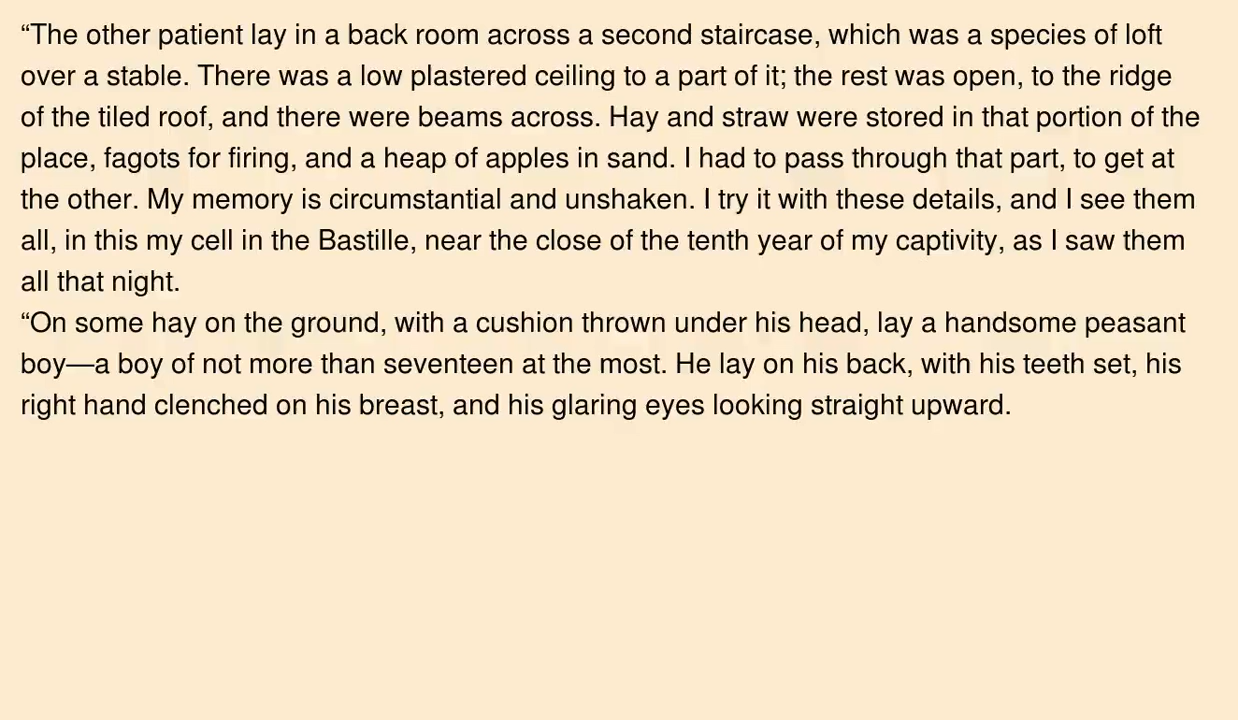 “The other patient lay in a back room across a second staircase, which was a species of loft
over a stable. There was a low plastered ceiling to a part of it; the rest was open, to the ridge
of the tiled roof, and there were beams across. Hay and straw were stored in that portion of the
place, fagots for firing, and a heap of apples in sand. I had to pass through that part, to get at
the other. My memory is circumstantial and unshaken. I try it with these details, and I see them
all, in this my cell in the Bastille, near the close of the tenth year of my captivity, as I saw them
all that night.
“On some hay on the ground, with a cushion thrown under his head, lay a handsome peasant
boy—a boy of not more than seventeen at the most. He lay on his back, with his teeth set, his
right hand clenched on his breast, and his glaring eyes looking straight upward.